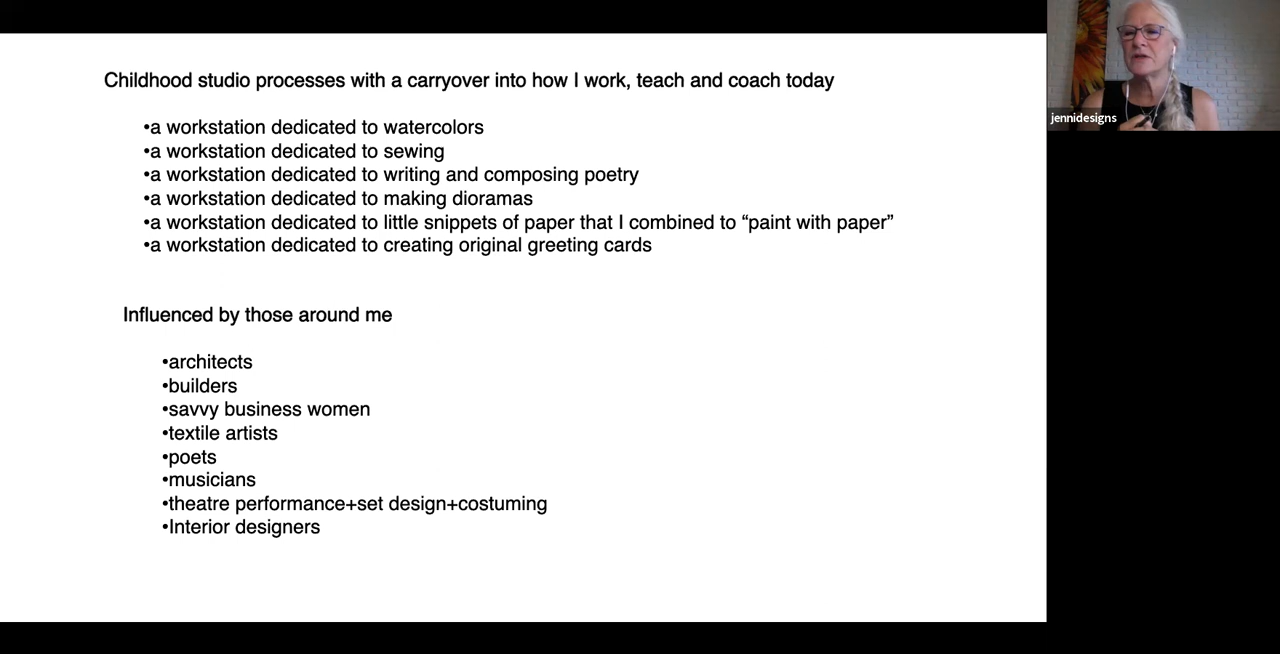 Childhood studio processes with a carryover into how I work, teach and coach today
•a workstation dedicated to watercolors
•a workstation dedicated to sewing
•a workstation dedicated to writing and composing poetry
•a workstation dedicated to making dioramas
•a workstation dedicated to little snippets of paper that I combined to “paint with paper”
•a workstation dedicated to creating original greeting cards
Influenced by those around me
•architects
•builders
•savvy business women
•textile artists
•poets
•musicians
•theatre performance+set design+costuming
•Interior designers
jennidesigns